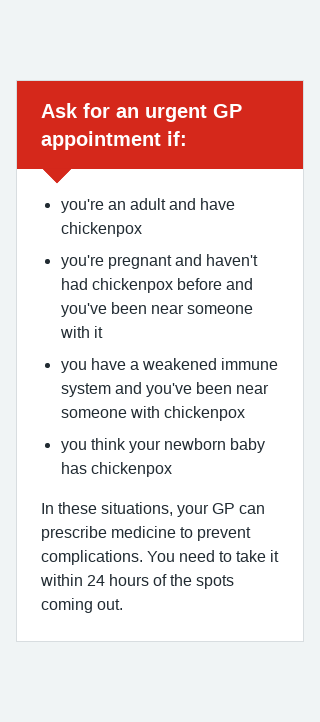 Ask for an urgent GP
appointment if:
you're an adult and have
chickenpox
you're pregnant and haven't
had chickenpox before and
you've been near someone
with it
you have a weakened immune
system and you've been near
someone with chickenpox
you think your newborn baby
has chickenpox
In these situations, your GP can
prescribe medicine to prevent
complications. You need to take it
within 24 hours of the spots
coming out.